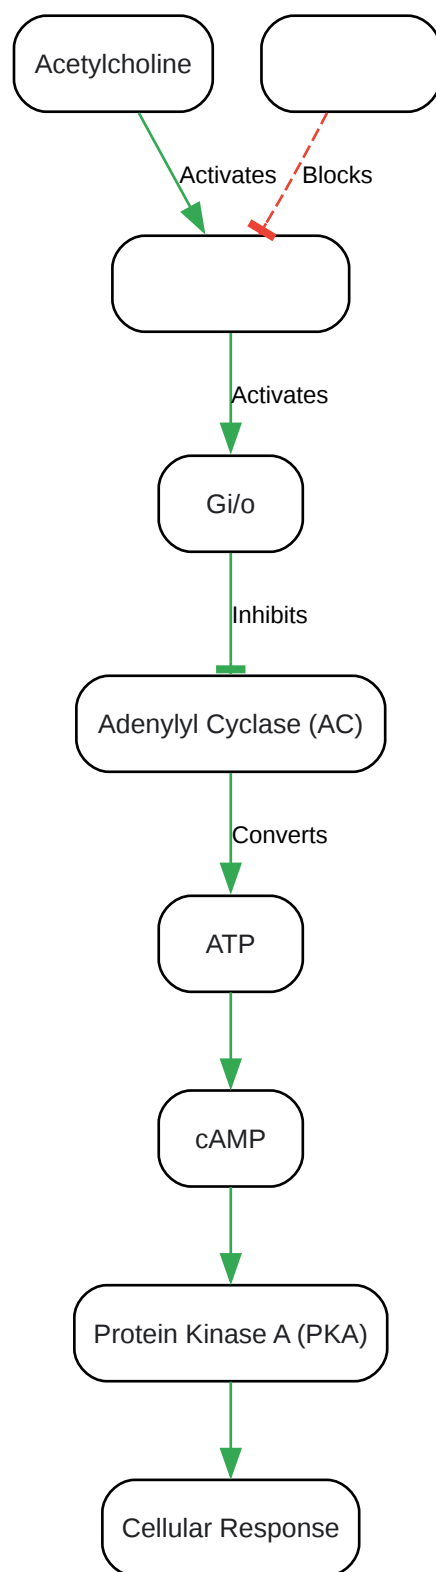 Acetylcholine
Activates
Blocks
Activates
Gi/o
Inhibits
Adenylyl Cyclase (AC)
Converts
ATP
cAMP
Protein Kinase A (PKA)
Cellular Response